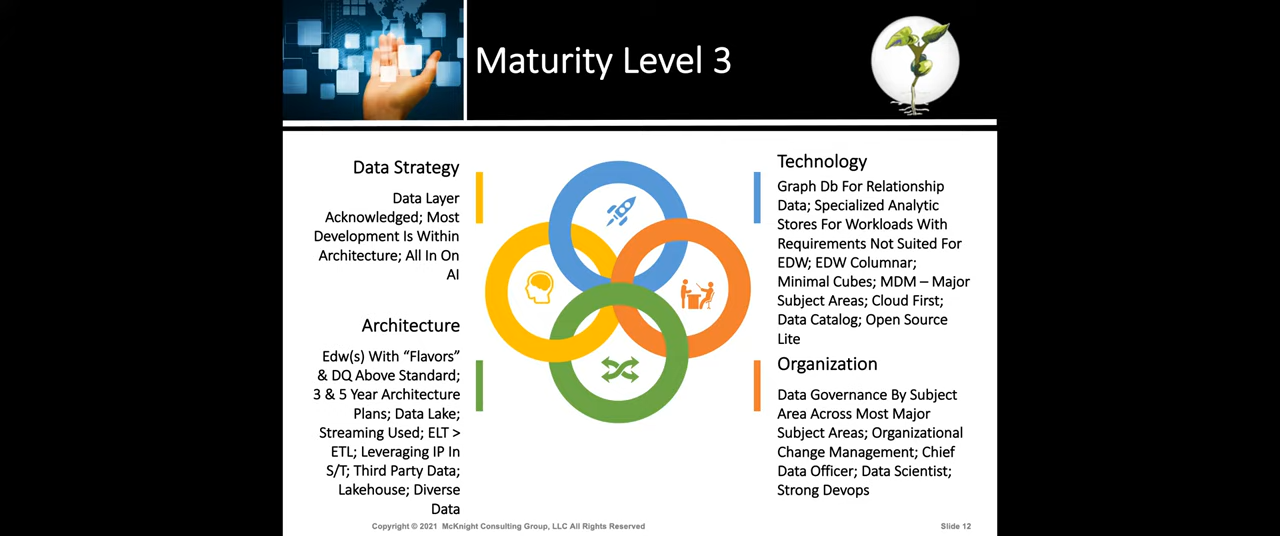 Maturity Level 3
Data Strategy
Data Layer
Acknowledged; Most
Development Is Within
Architecture; All In On
AI
Architecture
Edw(s) With “Flavors”
& DQ Above Standard;
3 & 5 Year Architecture
Plans; Data Lake;
Streaming Used; ELT >
ETL; Leveraging IP In
S/T; Third Party Data;
Lakehouse; Diverse
Data
Technology
Graph Db For Relationship
Data; Specialized Analytic
Stores For Workloads With
Requirements Not Suited For
EDW; EDW Columnar;
Minimal Cubes; MDM – Major
Subject Areas; Cloud First;
Data Catalog; Open Source
Lite
Organization
Data Governance By Subject
Area Across Most Major
Subject Areas; Organizational
Change Management; Chief
Data Officer; Data Scientist;
Strong Devops
Copyright © 2021 McKnight Consulting Group, LLC All Rights Reserved
Slide 12